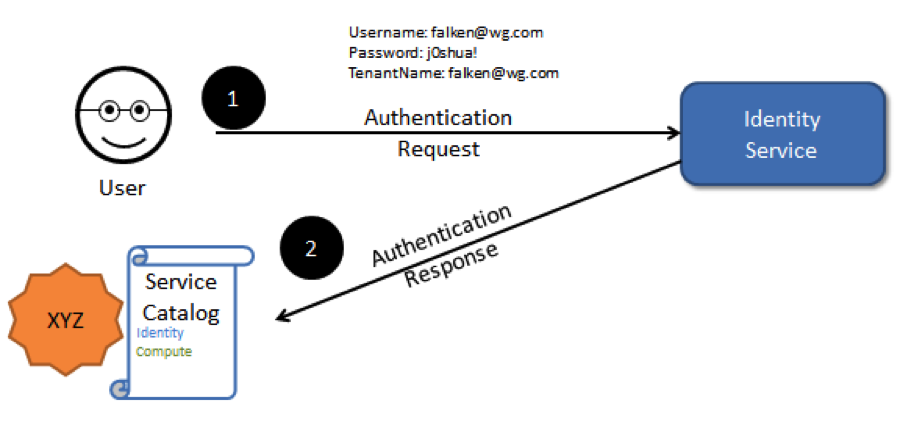 Username: falken@wg.com
Password: j0shua!
TenantName: falken@wg.com
1
Authentication
Request
Identity
Service
User
2
Authentication
Response
Service
Catalog
Identity
Compute
XYZ